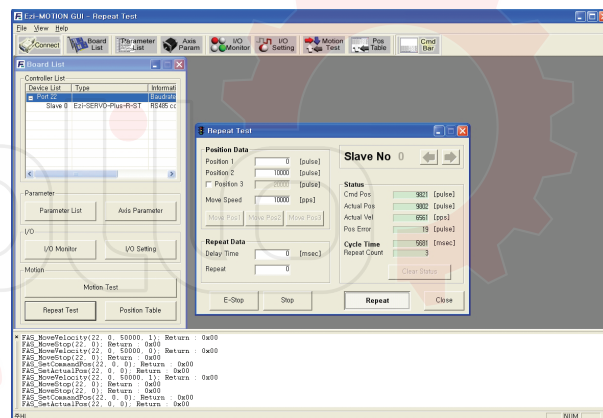 Ezi-MOTION GUI - Repeat Test
File View Help
Connect Board List Parameter List Axis Param I/O Monitor I/O Setting Motion Test Pos Table Cmd Bar
Board List
Controller List
Device List Type Informati
Port 22 Baudrate
Slave 0 Ezi-SERVO-Plus-R-ST RS485 co
Parameter
Parameter List Axis Parameter
I/O
I/O Monitor I/O Setting
Motion
Motion Test
Repeat Test Position Table
Repeat Test
Position Data
Position 1 0 [pulse]
Position 2 10000 [pulse]
Position 3 [pulse]
Move Speed 10000 [pps]
Move Pos1 Move Pos2 Move Pos3
Repeat Data
Delay Time 0 [msec]
Repeat 0
E-Stop Stop
Slave No 0
Status
Cmd Pos 9821 [pulse]
Actual Pos 9802 [pulse]
Actual Vel 6561 [pps]
Pos Error 19 [pulse]
Cycle Time 5681 [msec]
Repeat Count 3
Clear Status
Repeat Close
FAS_MoveVelocity(22, 0, 50000, 1); Return : 0x00
FAS_MoveStop(22, 0); Return : 0x00
FAS_MoveVelocity(22, 0, 50000, 0); Return : 0x00
FAS_MoveStop(22, 0); Return : 0x00
FAS_SetCommandPos(22, 0, 0); Return : 0x00
FAS_SetActualPos(22, 0, 0); Return : 0x00
FAS_MoveVelocity(22, 0, 50000, 1); Return : 0x00
FAS_MoveStop(22, 0); Return : 0x00
FAS_MoveStop(22, 0); Return : 0x00
FAS_SetCommandPos(22, 0, 0); Return : 0x00
FAS_SetActualPos(22, 0, 0); Return : 0x00
준비 NUM